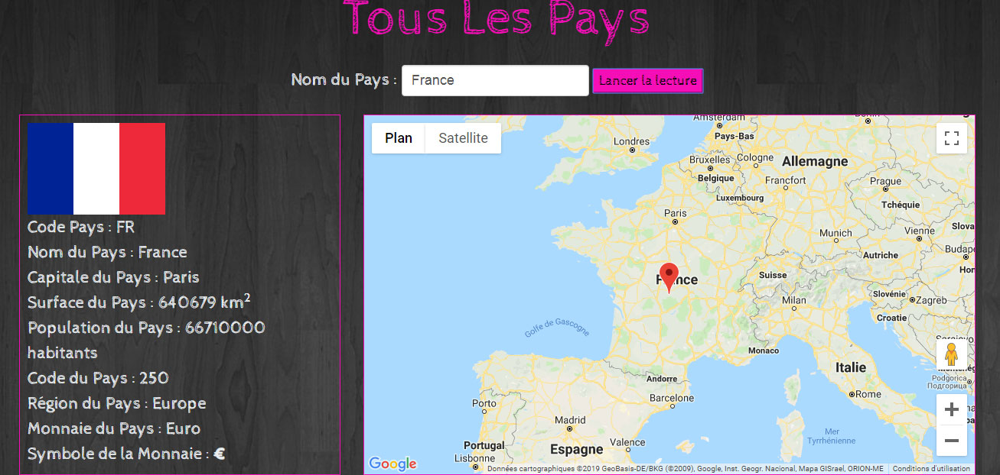 Tous Les Pays
Nom du Pays : France Lancer la lecture
Code Pays : FR
Nom du Pays : France
Capitale du Pays : Paris
Surface du Pays : 640679 km²
Population du Pays : 66710000
habitants
Code du Pays : 250
Région du Pays : Europe
Monnaie du Pays : Euro
Symbole de la Monnaie : €
Plan Satellite
Amsterdam
Pays-Bas
Londres
Bruxelles Cologne Allemagne
Belgique Francfort Prague
Luxembourg Tchéquie
Paris
Munich Vienne
Autriche
France Suisse
Milan Slovénie Zagreb
Croatie
Golfe de Gascogne
Monaco
Italie
Andorre
Podgorica
Подгорица
Porto Barcelone Rome
Madrid
Mer
Tyrrhénienne
Portugal Espagne Valence
Lisbonne
Google Données cartographiques ©2019 GeoBasis-DE/BKG (©2009), Google, Inst. Geogr. Nacional, Mapa GISrael, ORION-ME Conditions d'utilisation